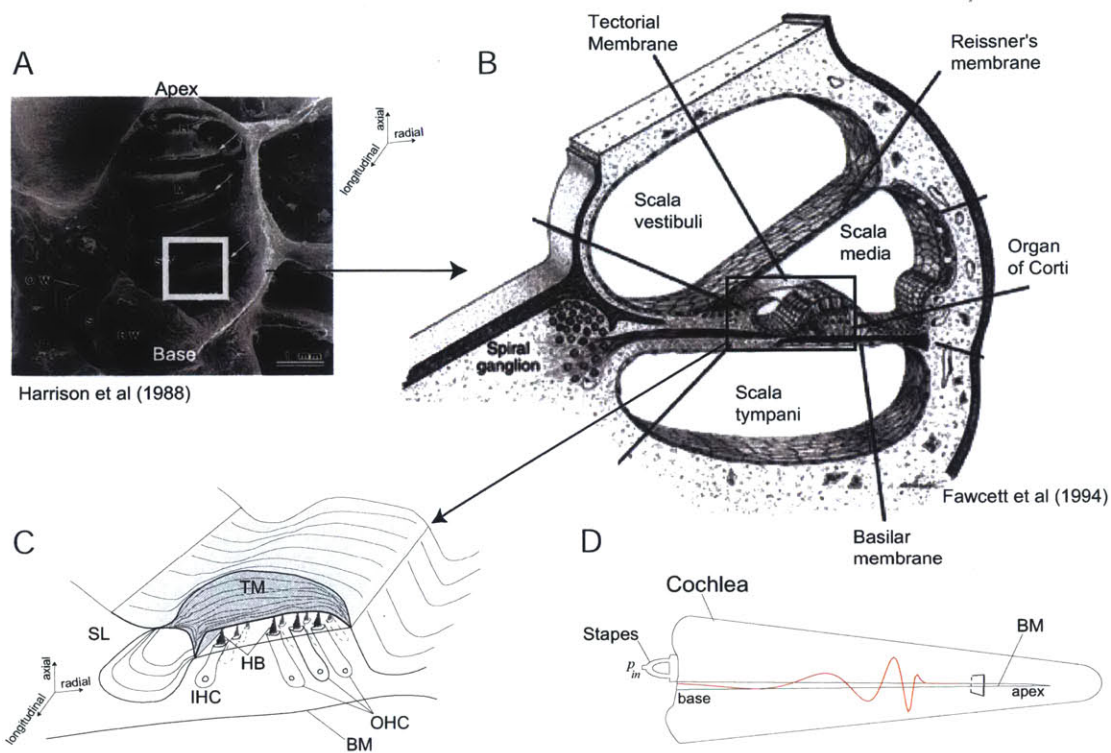 A
Apex
axial
radial
longitudinal
Base
1 mm
Harrison et al (1988)
B
Tectorial
Membrane
Reissner's
membrane
Scala
vestibuli
Scala
media
Organ
of Corti
Spiral
ganglion
Scala
tympani
Fawcett et al (1994)
Basilar
membrane
C
TM
SL
HB
IHC
OHC
BM
axial
radial
longitudinal
D
Cochlea
Stapes
BM
p in
base
apex